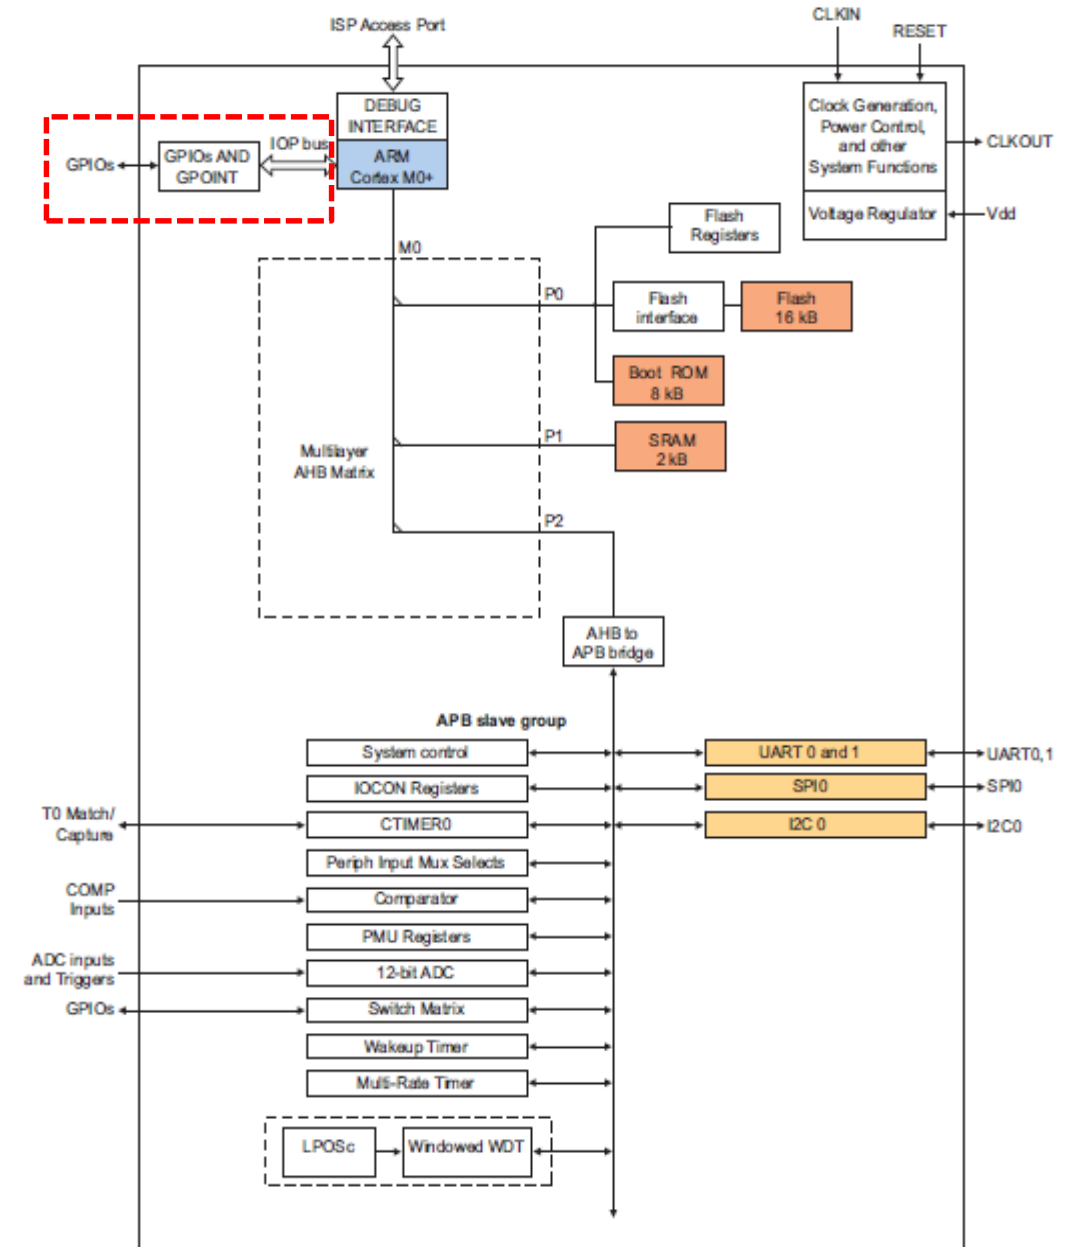 ISP Access Port
CLKIN
RESET
DEBUG
INTERFACE
ARM
Cortex M0+
IOP bus
GPIOs AND
GPOINT
GPIOs
Clock Generation,
Power Control,
and other
System Functions
Voltage Regulator
CLKOUT
Vdd
M0
Flash
Registers
P0
Flash
interface
Flash
16 kB
Boot ROM
8 kB
P1
SRAM
2 kB
Multilayer
AHB Matrix
P2
AHB to
APB bridge
APB slave group
System control
UART 0 and 1
UART0,1
IOCON Registers
SPI0
SPI0
T0 Match/
Capture
CTIMER0
I2C 0
I2C0
Periph Input Mux Selects
COMP
Inputs
Comparator
PMU Registers
ADC inputs
and Triggers
12-bit ADC
GPIOs
Switch Matrix
Wakeup Timer
Multi-Rate Timer
LPOSc
Windowed WDT